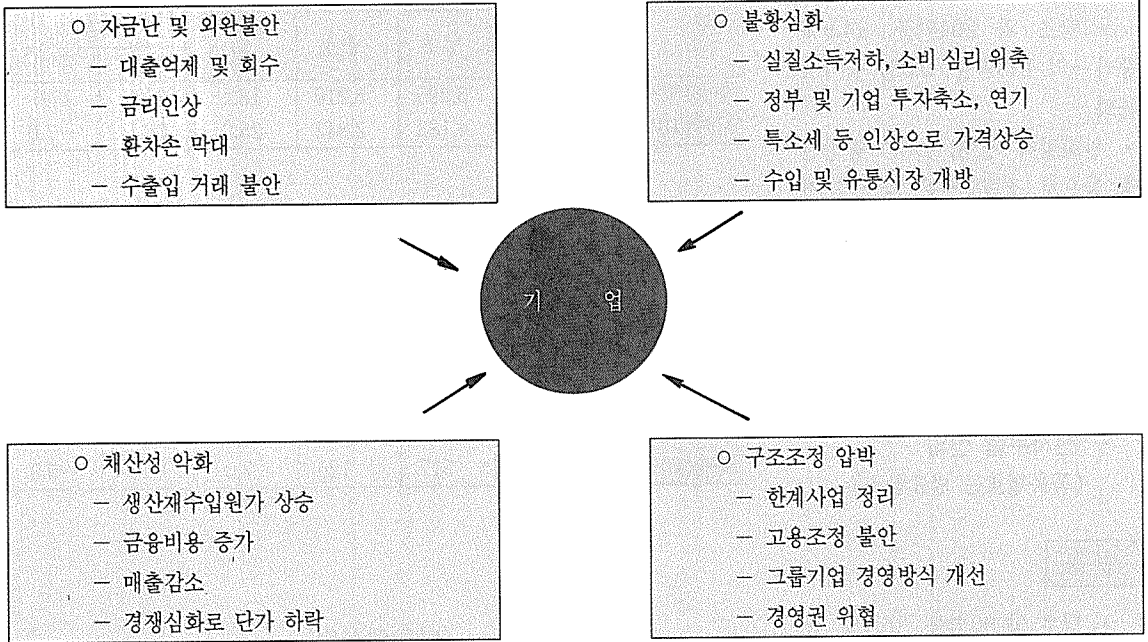 ○ 자금난 및 외완불안
— 대출억제 및 회수
— 금리인상
— 환차손 막대
— 수출입 거래 불안
○ 불황심화
— 실질소득저하, 소비 심리 위축
— 정부 및 기업 투자축소, 연기
— 특소세 등 인상으로 가격상승
— 수입 및 유통시장 개방
기 업
○ 채산성 악화
— 생산재수입원가 상승
— 금융비용 증가
— 매출감소
— 경쟁심화로 단가 하락
○ 구조조정 압박
— 한계사업 정리
— 고용조정 불안
— 그룹기업 경영방식 개선
— 경영권 위협